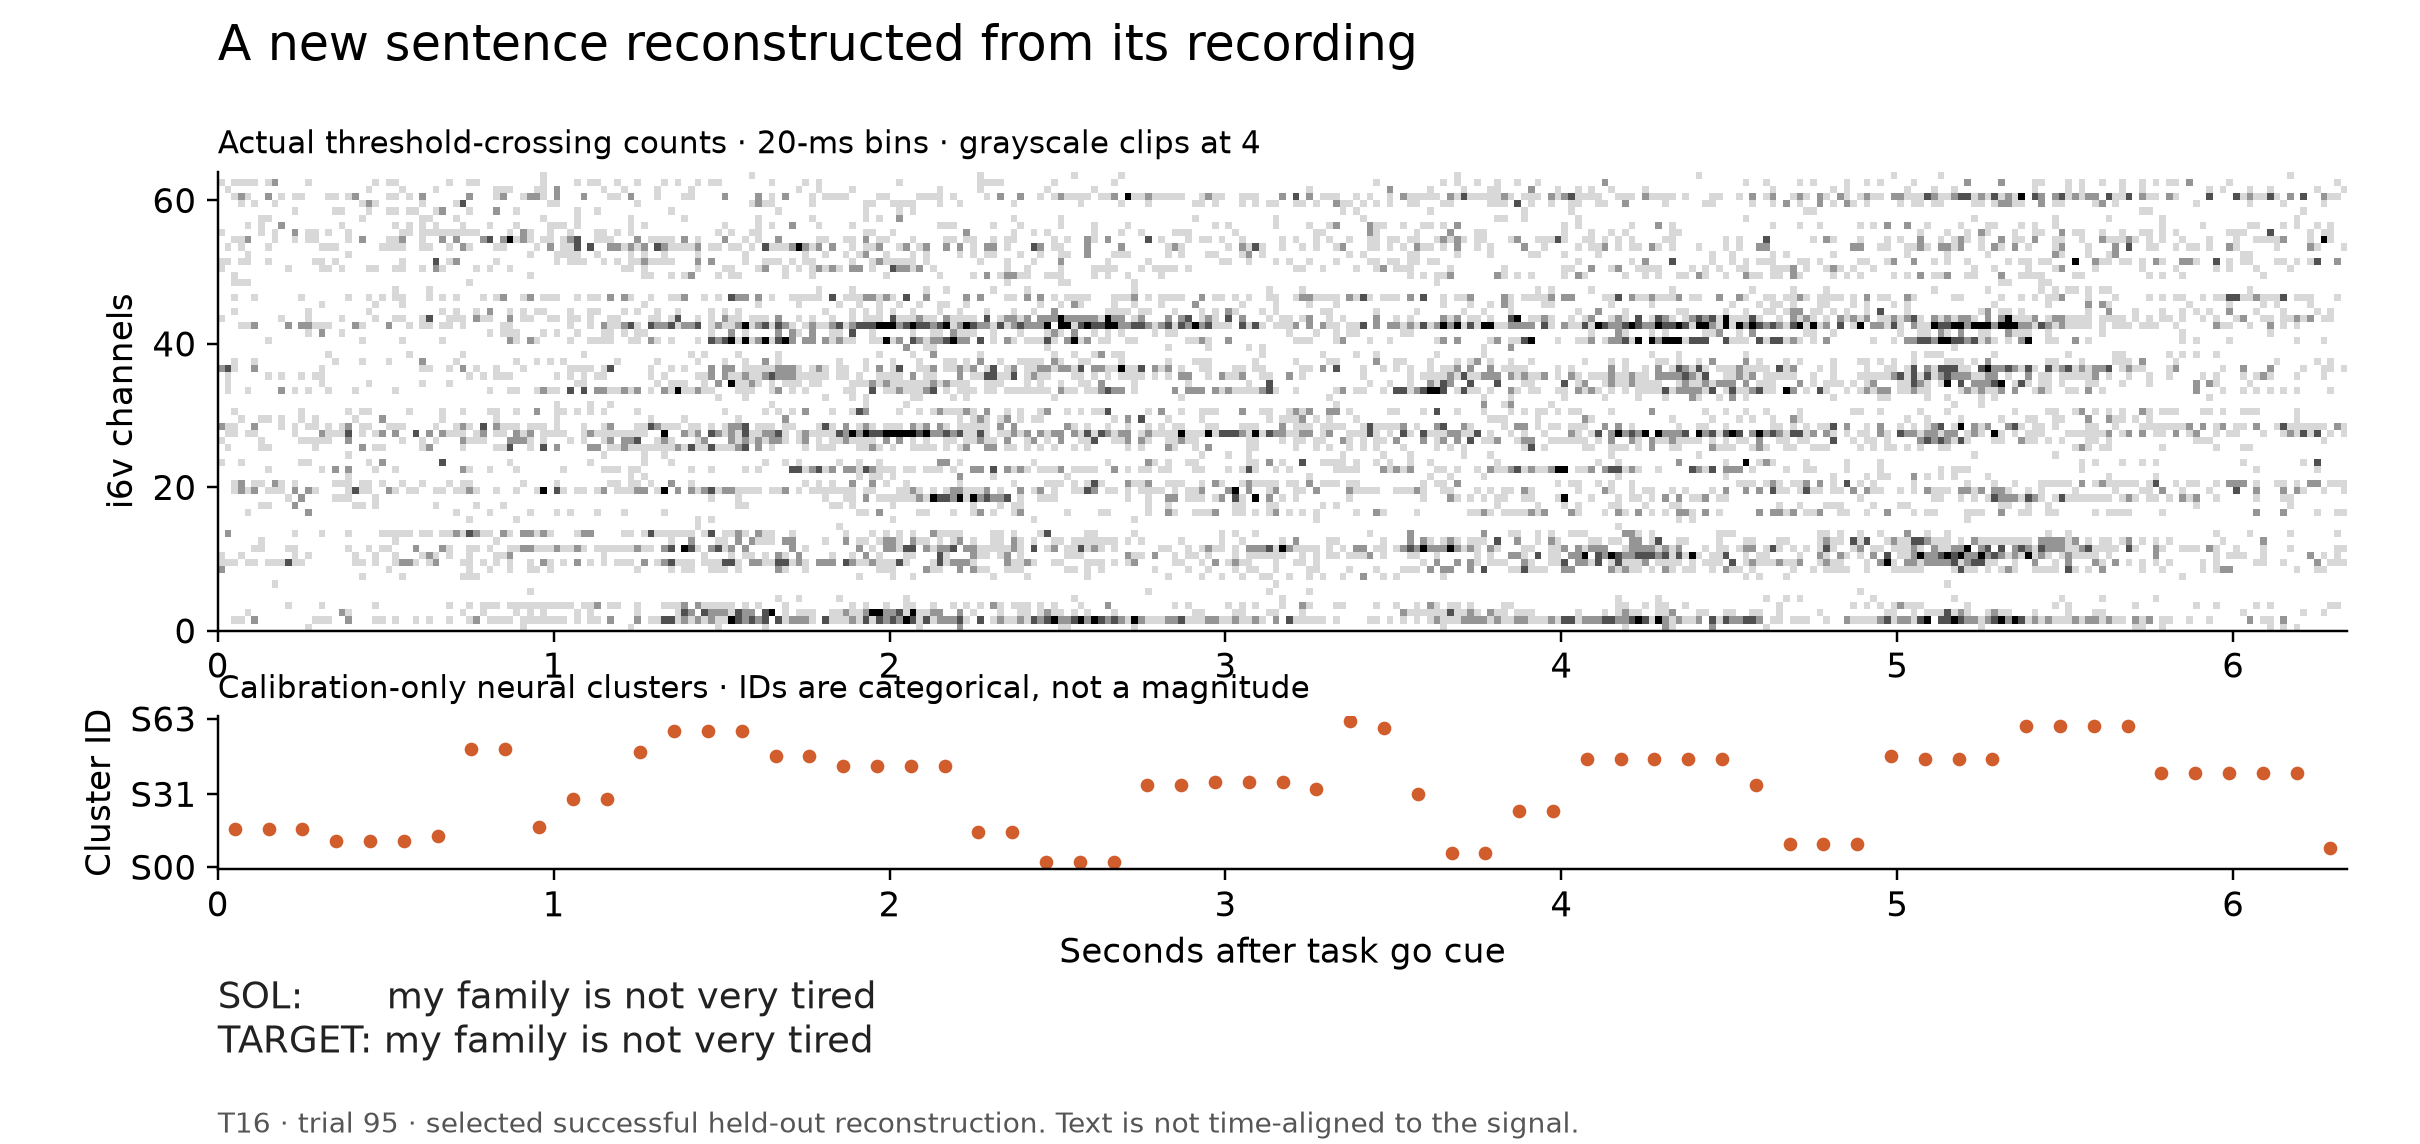 A new sentence reconstructed from its recording
Actual threshold-crossing counts · 20-ms bins · grayscale clips at 4
i6v channels
60
40
20
0
0 1 2 3 4 5 6
Calibration-only neural clusters · IDs are categorical, not a magnitude
Cluster ID
S63
S31
S00
0 1 2 3 4 5 6
Seconds after task go cue
SOL: my family is not very tired
TARGET: my family is not very tired
T16 · trial 95 · selected successful held-out reconstruction. Text is not time-aligned to the signal.